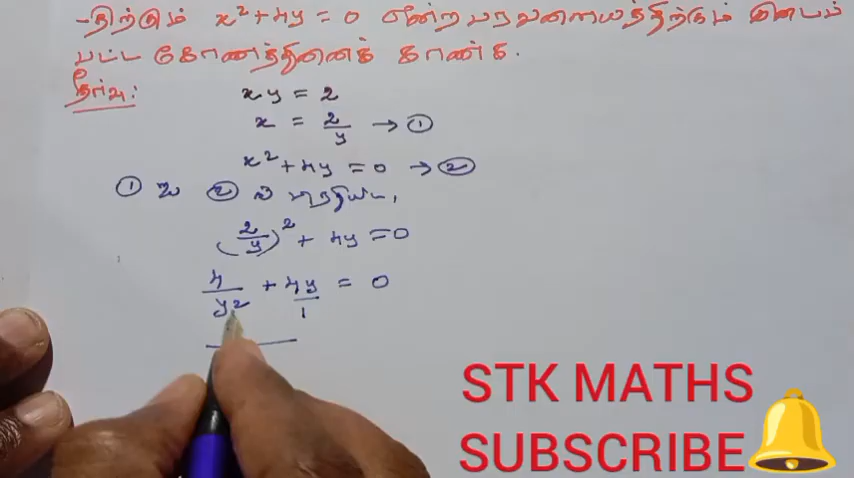 -நிற்கும் x² + 4y = 0 என்ற பரவளையத்திற்கும் இடைப்
பட்ட கோணத்தினைக் காண்க.
தீர்வு:
xy = 2
x = 2/y → ①
x² + 4y = 0 → ②
① ஐ ② ல் பிரதியிட,
(2/y)² + 4y = 0
4/y² + 4y/1 = 0
STK MATHS
SUBSCRIBE